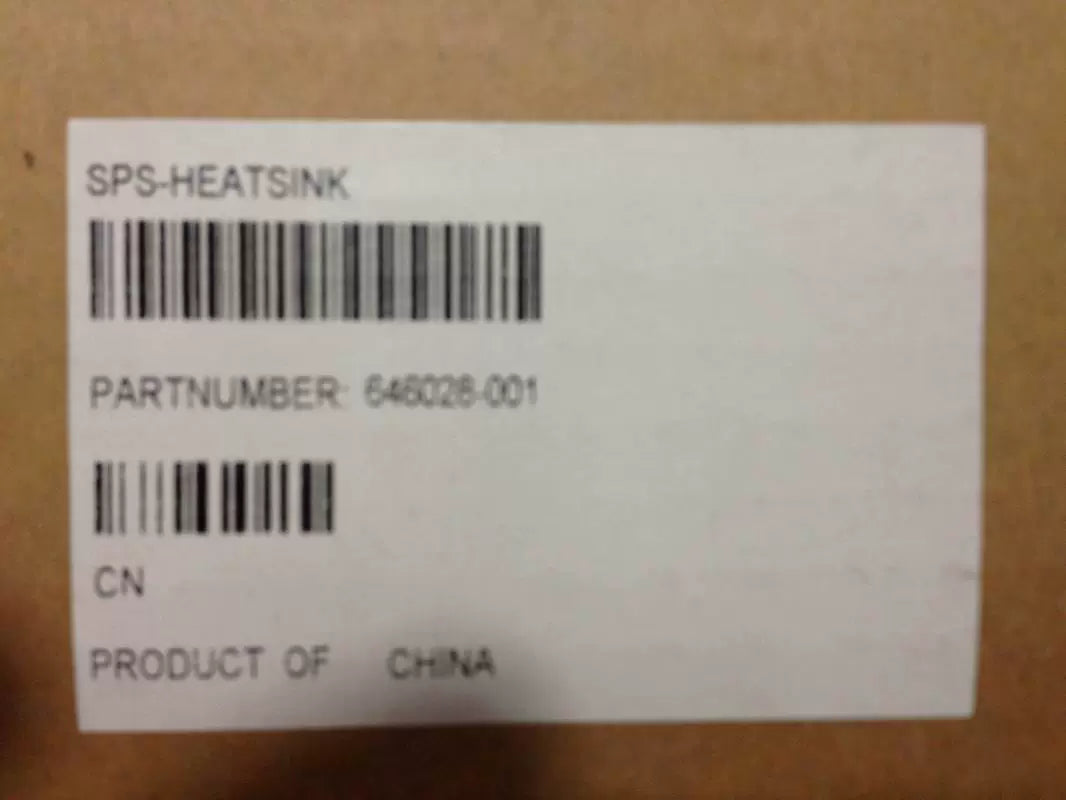 SPS-HEATSINK
PARTNUMBER: 646028-001
CN
PRODUCT OF CHINA